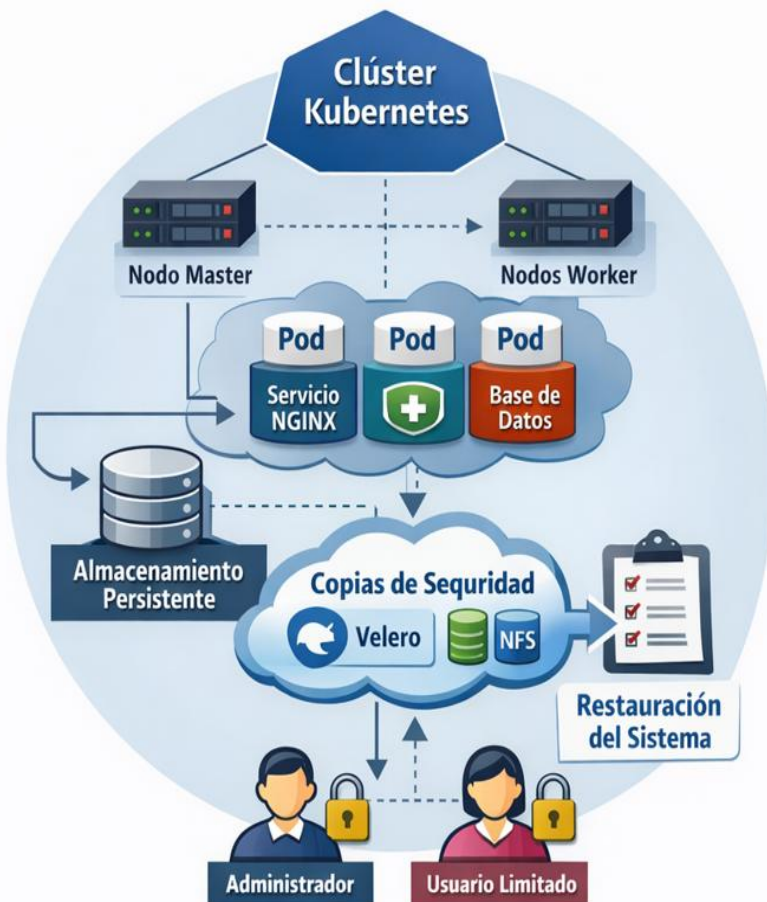 Clúster
Kubernetes
Nodo Master
Nodos Worker
Pod
Pod
Pod
Servicio
NGINX
Base de
Datos
Almacenamiento
Persistente
Copias de Sequridad
Velero
NFS
Restauración
del Sistema
Administrador
Usuario Limitado